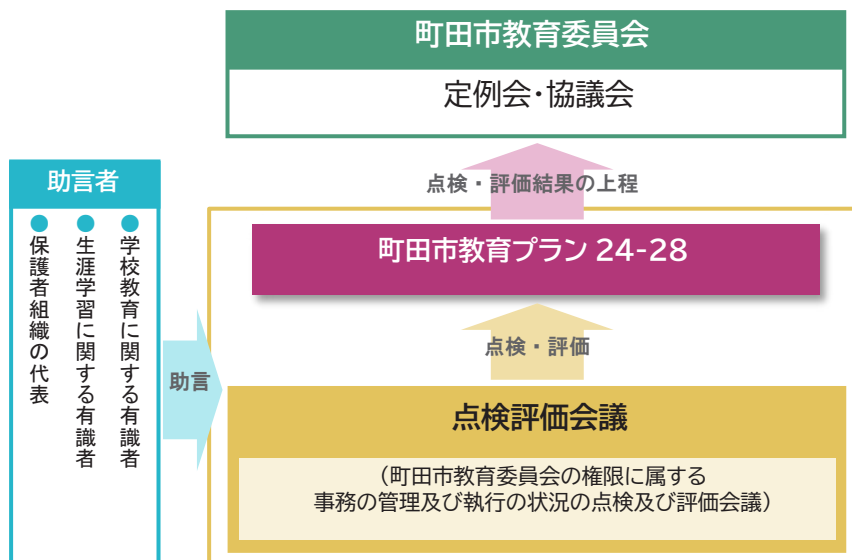 町田市教育委員会
定例会・協議会
点検・評価結果の上程
助言者
●学校教育に関する有識者
●生涯学習に関する有識者
●保護者組織の代表
助言
町田市教育プラン 24-28
点検・評価
点検評価会議
（町田市教育委員会の権限に属する
事務の管理及び執行の状況の点検及び評価会議）